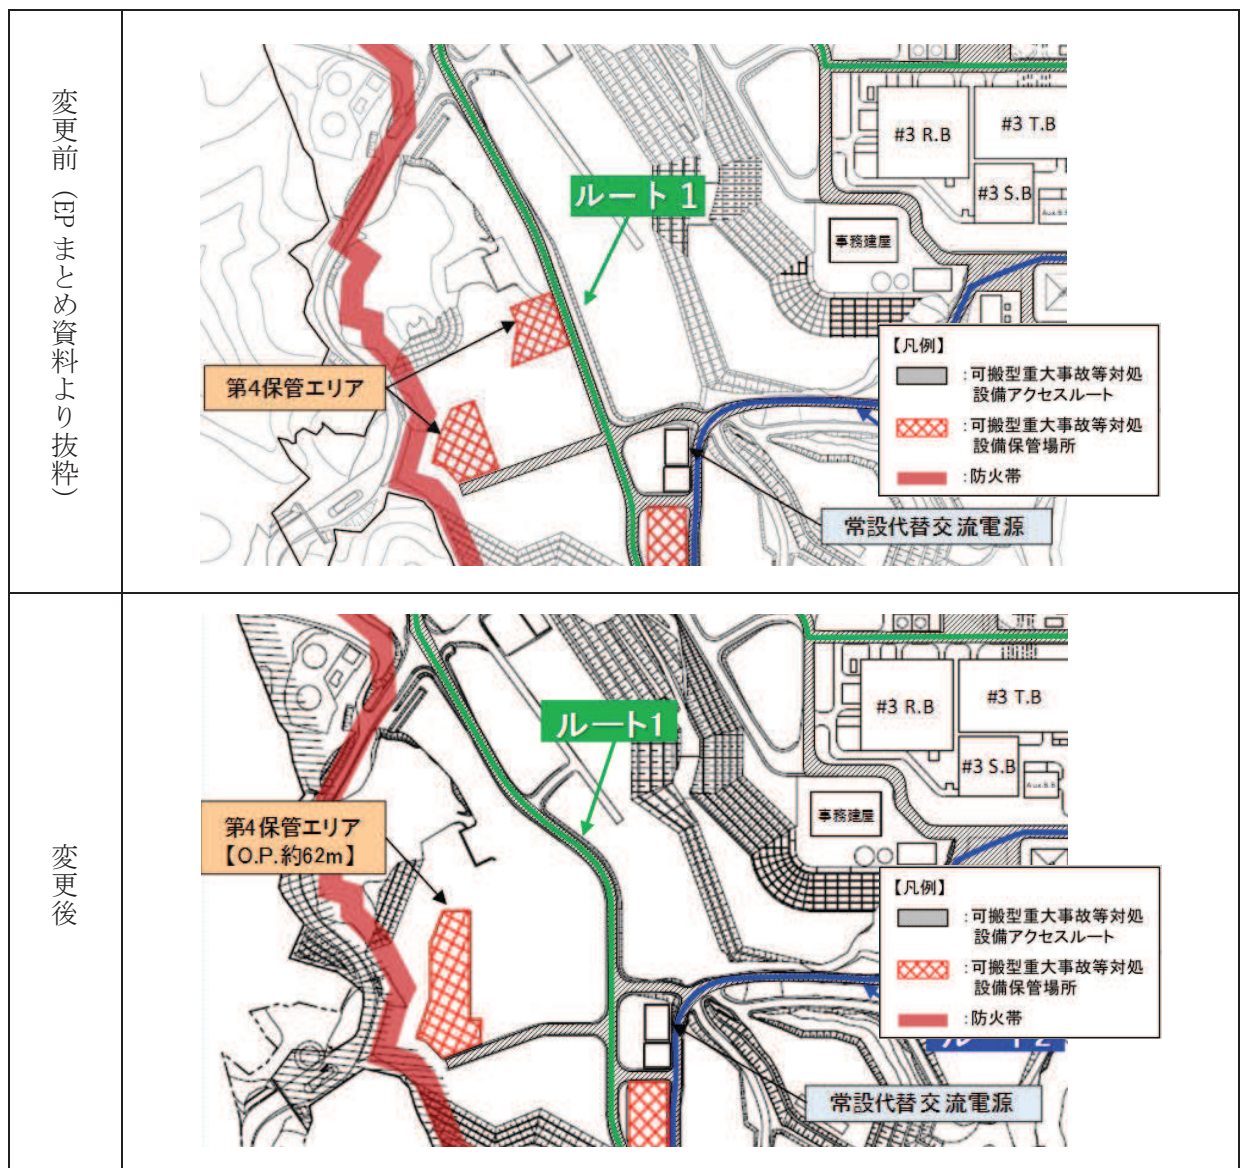 変更前（EPまとめ資料より抜粋）
#3 R.B
#3 T.B
#3 S.B
Aux.B.B
ルート1
事務建屋
第4保管エリア
【凡例】
：可搬型重大事故等対処
設備アクセスルート
：可搬型重大事故等対処
設備保管場所
：防火帯
常設代替交流電源
変更後
#3 R.B
#3 T.B
#3 S.B
Aux.B.B
ルート1
事務建屋
第4保管エリア
【O.P.約62m】
【凡例】
：可搬型重大事故等対処
設備アクセスルート
：可搬型重大事故等対処
設備保管場所
：防火帯
常設代替交流電源